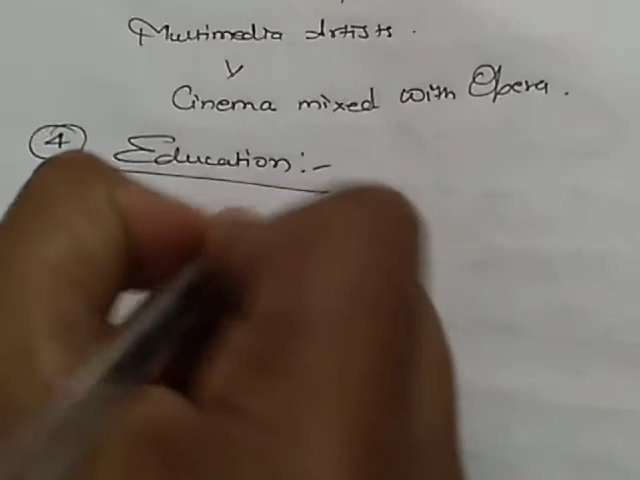 Multimedia Artists.
Cinema mixed with Opera.
④ Education:-